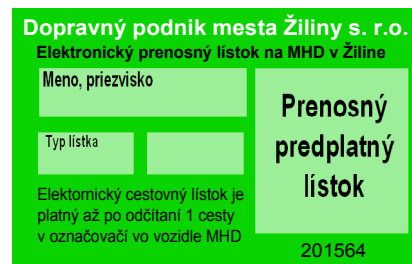 Dopravný podnik mesta Žiliny s. r.o.
Elektronický prenosný lístok na MHD v Žiline
Meno, priezvisko
Typ lístka
Prenosný
predplatný
lístok
Elektornický cestovný lístok je
platný až po odčítaní 1 cesty
v označovačí vo vozidle MHD
201564